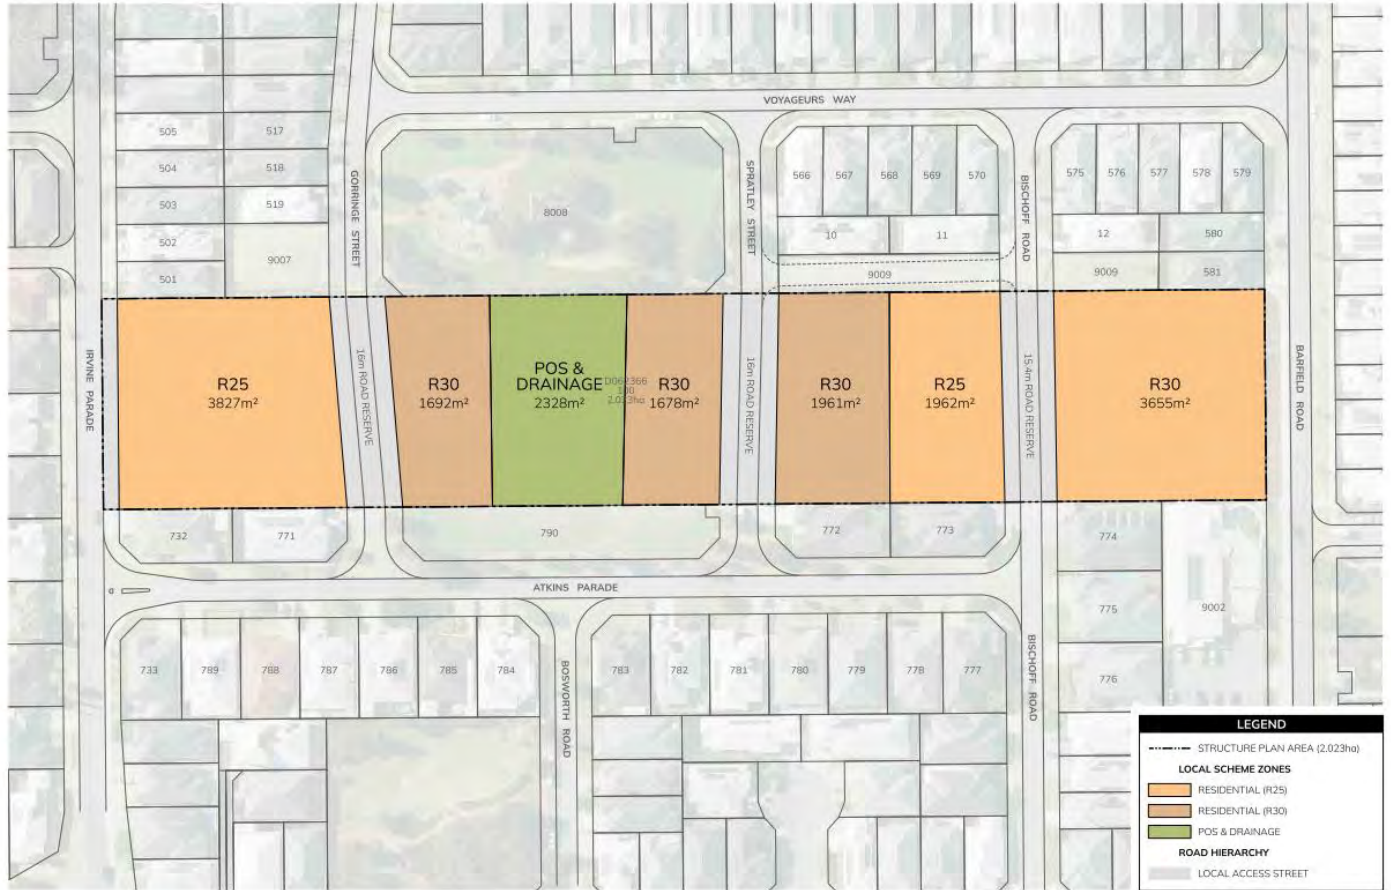 VOYAGEURS WAY
505
517
504
518
503
519
502
9007
501
GORRINGE STREET
8008
SPRATLEY STREET
566
567
568
569
570
10
11
9009
BISCHOFF ROAD
575
576
577
578
579
12
580
9009
581
IRVINE PARADE
R25
3827m²
16m ROAD RESERVE
R30
1692m²
POS &
DRAINAGE
2328m²
R30
1678m²
16m ROAD RESERVE
R30
1961m²
R25
1962m²
15.4m ROAD RESERVE
R30
3655m²
BARFIELD ROAD
732
771
790
772
773
774
775
776
9002
ATKINS PARADE
733
789
788
787
786
785
784
BOSWORTH ROAD
783
782
781
780
779
778
777
BISCHOFF ROAD
LEGEND
STRUCTURE PLAN AREA (2.023ha)
LOCAL SCHEME ZONES
RESIDENTIAL (R25)
RESIDENTIAL (R30)
POS & DRAINAGE
ROAD HIERARCHY
LOCAL ACCESS STREET